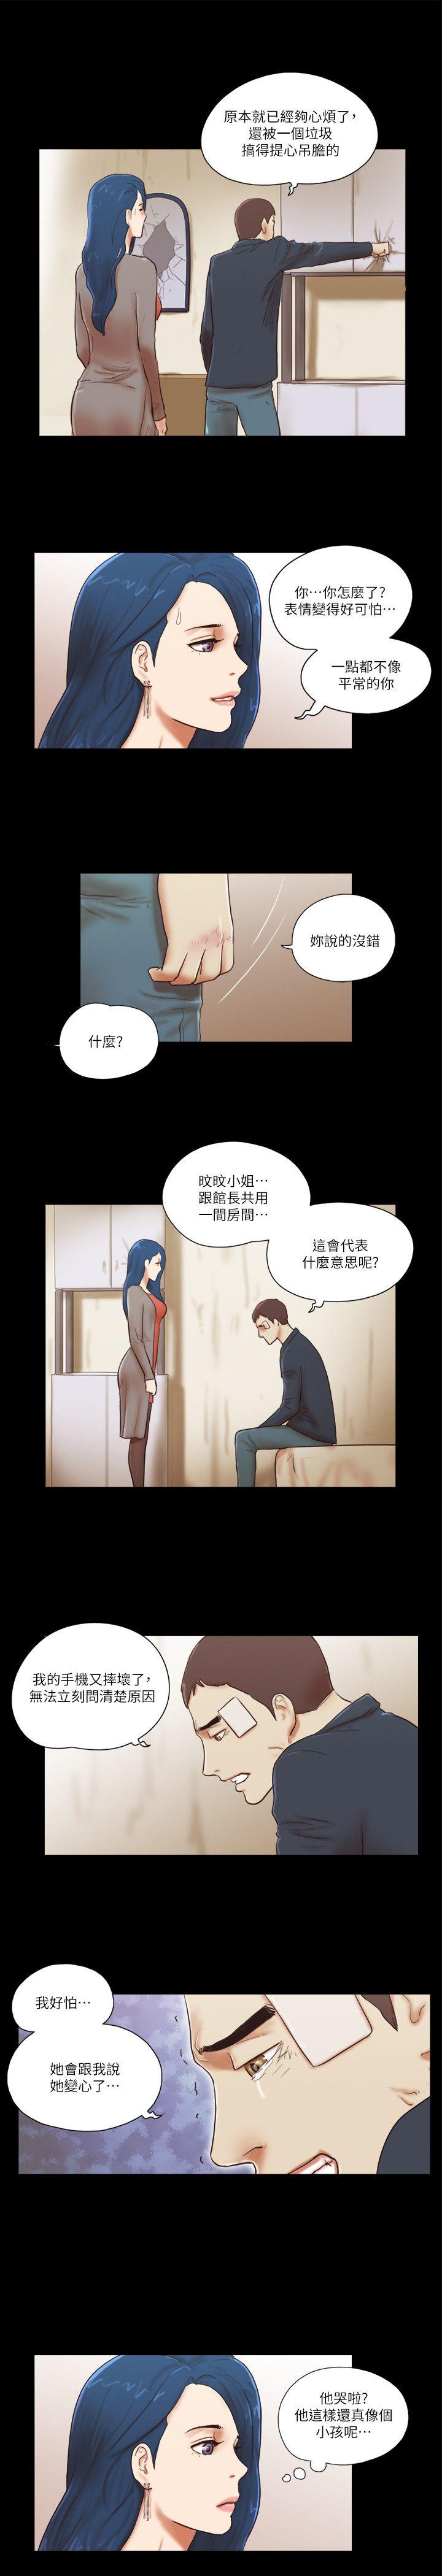 原本就已經夠心煩了，
還被一個垃圾
搞得提心吊膽的
你⋯你怎麼了?
表情變得好可怕⋯
一點都不像
平常的你
妳說的沒錯
什麼?
旼旼小姐⋯
跟館長共用
一間房間⋯
這會代表
什麼意思呢?
我的手機又摔壞了，
無法立刻問清楚原因
我好怕⋯
她會跟我說
她變心了⋯
他哭啦?
他這樣還真像個
小孩呢⋯